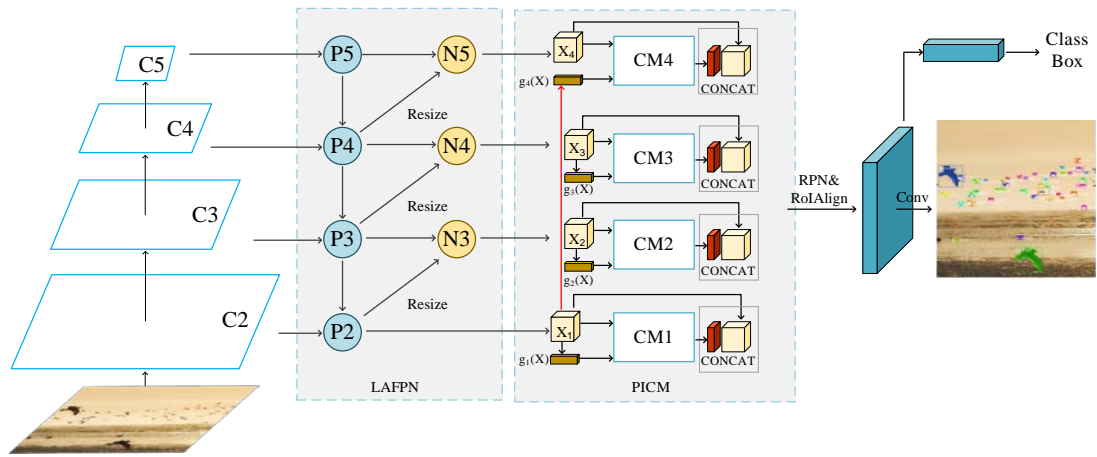 C5
C4
C3
C2
P5
N5
Resize
P4
N4
Resize
P3
N3
Resize
P2
LAFPN
X4
g4(X)
CM4
CONCAT
X3
g3(X)
CM3
CONCAT
X2
g2(X)
CM2
CONCAT
X1
g1(X)
CM1
CONCAT
PICM
RPN&
RoIAlign
Conv
Class
Box